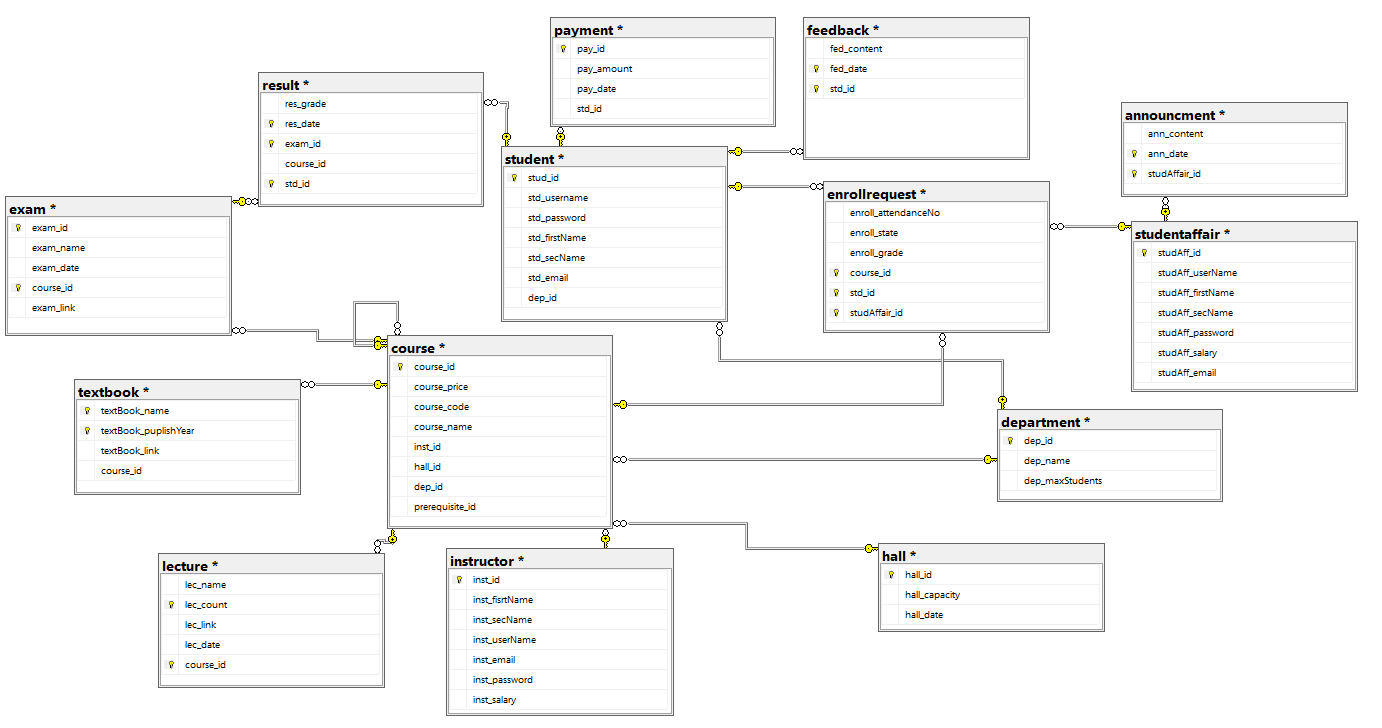 payment *
pay_id
pay_amount
pay_date
std_id
feedback *
fed_content
fed_date
std_id
result *
res_grade
res_date
exam_id
course_id
std_id
announcment *
ann_content
ann_date
studAffair_id
student *
stud_id
std_username
std_password
std_firstName
std_secName
std_email
dep_id
enrollrequest *
enroll_attendanceNo
enroll_state
enroll_grade
course_id
std_id
studAffair_id
exam *
exam_id
exam_name
exam_date
course_id
exam_link
studentaffair *
studAff_id
studAff_userName
studAff_firstName
studAff_secName
studAff_password
studAff_salary
studAff_email
course *
course_id
course_price
course_code
course_name
inst_id
hall_id
dep_id
prerequisite_id
textbook *
textBook_name
textBook_puplishYear
textBook_link
course_id
department *
dep_id
dep_name
dep_maxStudents
lecture *
lec_name
lec_count
lec_link
lec_date
course_id
instructor *
inst_id
inst_fisrtName
inst_secName
inst_userName
inst_email
inst_password
inst_salary
hall *
hall_id
hall_capacity
hall_date